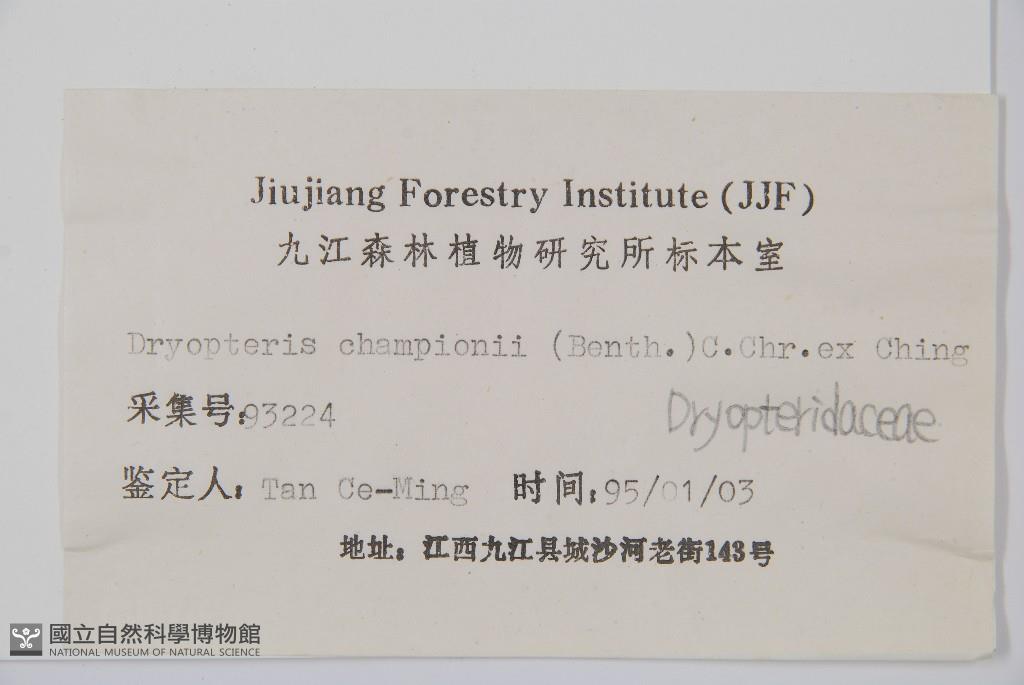 Jiujiang Forestry Institute (JJF)
九江森林植物研究所标本室
Dryopteris championii (Benth.)C.Chr.ex Ching
采集号:93224
Dryopteridaceae
鉴定人: Tan Ce-Ming 时间:95/01/03
地址: 江西九江县城沙河老街143号
國立自然科學博物館
NATIONAL MUSEUM OF NATURAL SCIENCE